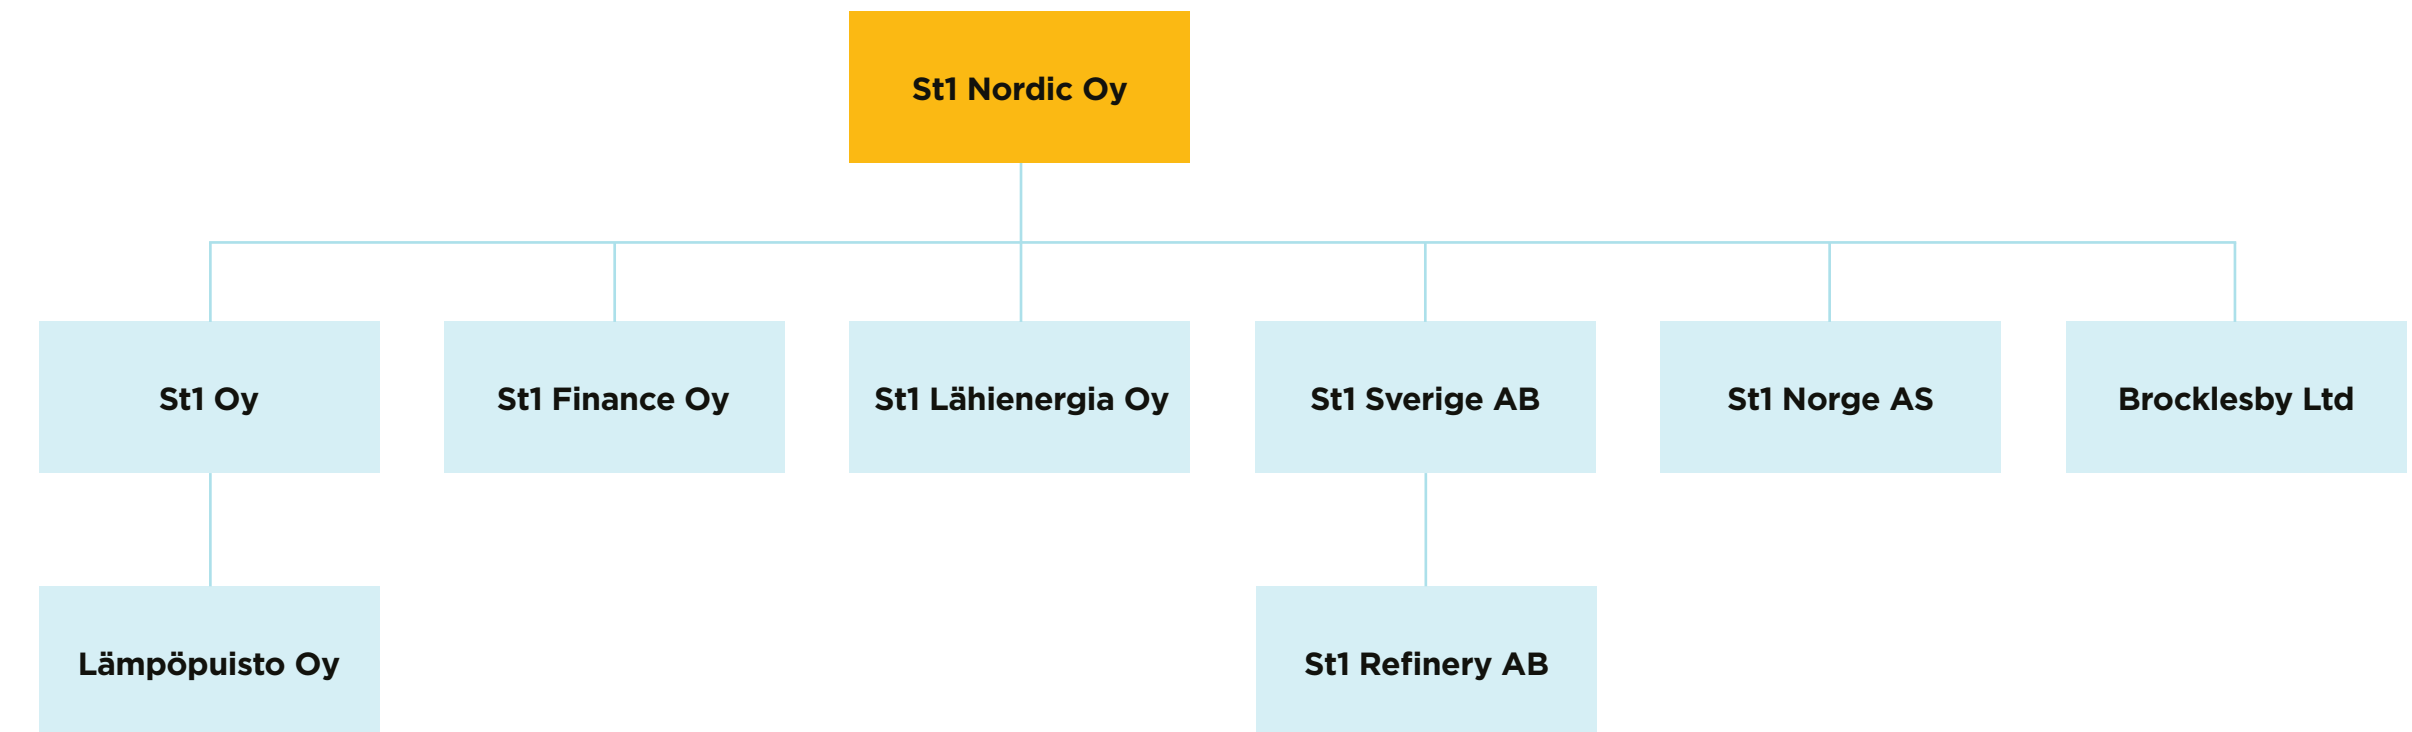 St1 Nordic Oy
St1 Oy
St1 Finance Oy
St1 Lähienergia Oy
St1 Sverige AB
St1 Norge AS
Brocklesby Ltd
Lämpöpuisto Oy
St1 Refinery AB